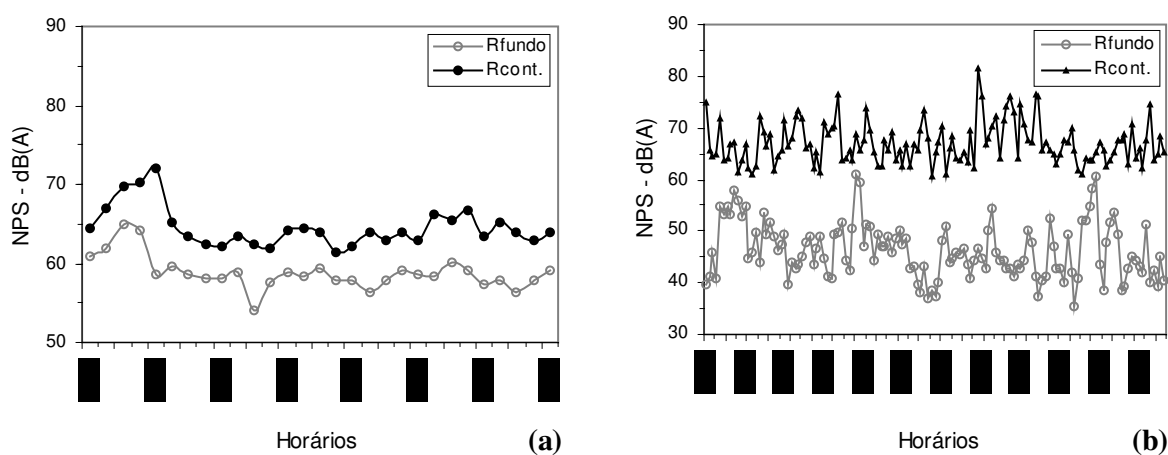 90
80
70
60
50
NPS - dB(A)
Rfundo
Rcont.
Horários
(a)
90
80
70
60
50
40
30
NPS - dB(A)
Rfundo
Rcont.
Horários
(b)